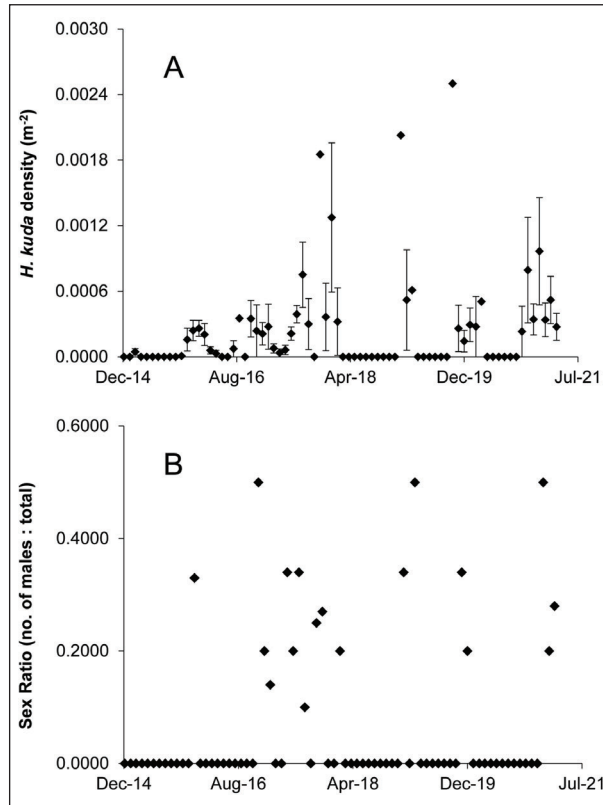 A
H. kuda density (m⁻²)
0.0030
0.0024
0.0018
0.0012
0.0006
0.0000
Dec-14 Aug-16 Apr-18 Dec-19 Jul-21
B
Sex Ratio (no. of males : total)
0.6000
0.4000
0.2000
0.0000
Dec-14 Aug-16 Apr-18 Dec-19 Jul-21